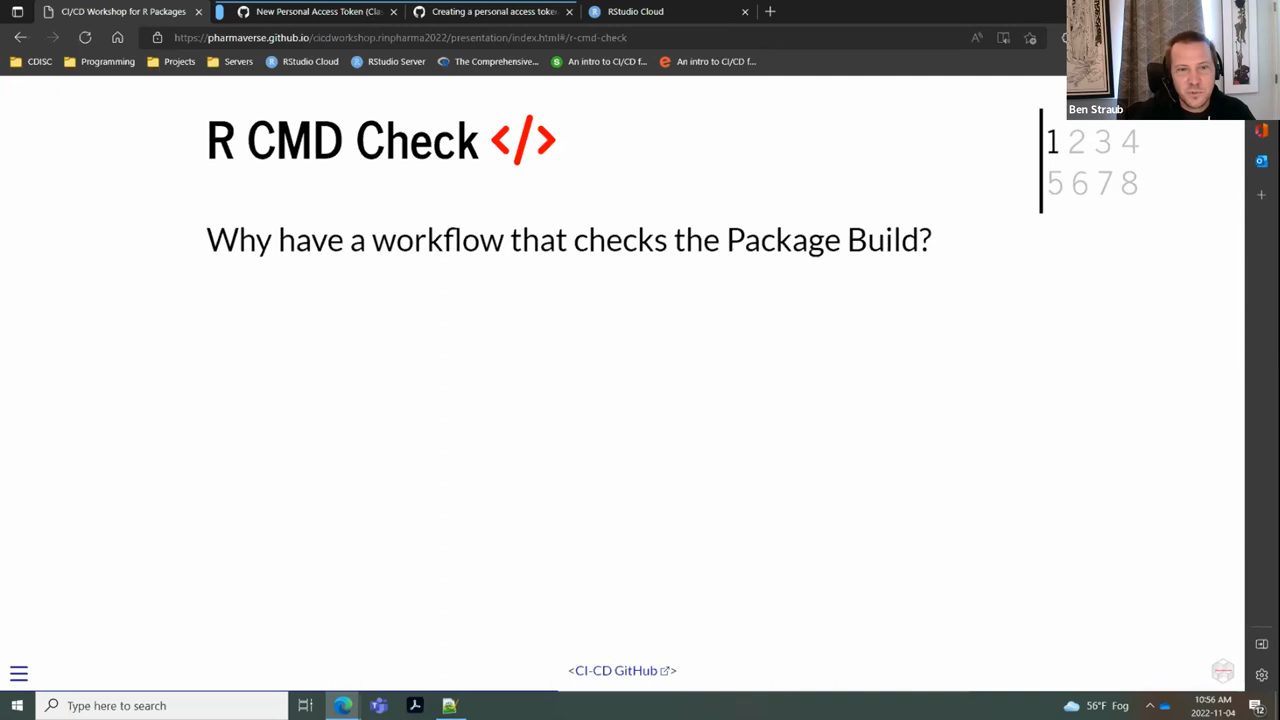 CI/CD Workshop for R Packages
New Personal Access Token (Cla
Creating a personal access toke
RStudio Cloud
https://pharmaverse.github.io/cicdworkshop.rinpharma2022/presentation/index.html#/r-cmd-check
CDISC
Programming
Projects
Servers
RStudio Cloud
RStudio Server
The Comprehensive...
An intro to CI/CD f...
An intro to CI/CD f...
Ben Straub
R CMD Check </>
1 2 3 4
5 6 7 8
Why have a workflow that checks the Package Build?
<CI-CD GitHub>
Type here to search
56°F Fog
10:56 AM
2022-11-04
12